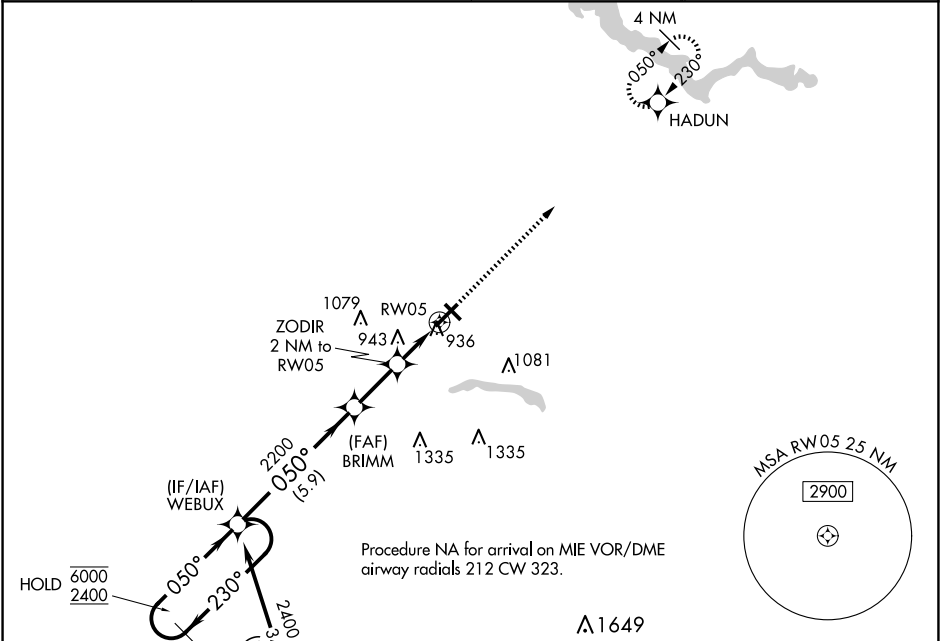 4 NM
050°
230°
HADUN
1079
RW05
ZODIR
2 NM to
RW05
943
936
1081
(FAF)
BRIMM
1335
1335
2200
050°
(5.9)
(IF/IAF)
WEBUX
MSA RW05 25 NM
2900
Procedure NA for arrival on MIE VOR/DME
airway radials 212 CW 323.
HOLD 6000
2400
050°
230°
2400
1649